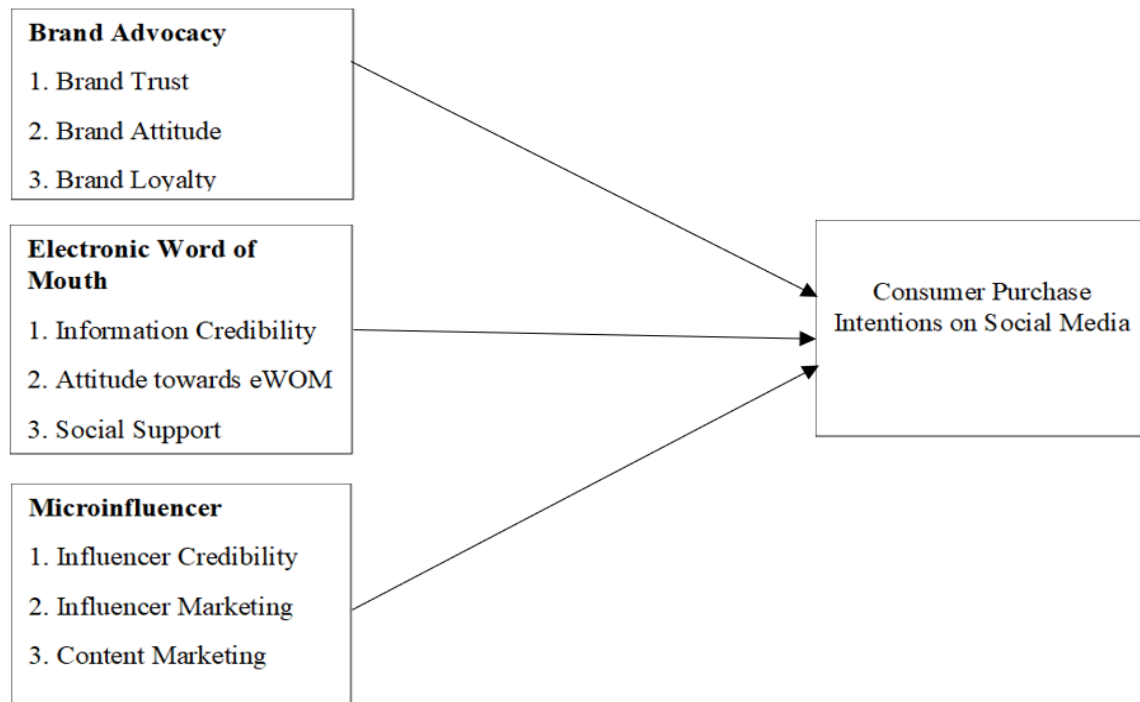 Brand Advocacy
1. Brand Trust
2. Brand Attitude
3. Brand Loyalty
Electronic Word of
Mouth
1. Information Credibility
2. Attitude towards eWOM
3. Social Support
Microinfluencer
1. Influencer Credibility
2. Influencer Marketing
3. Content Marketing
Consumer Purchase
Intentions on Social Media